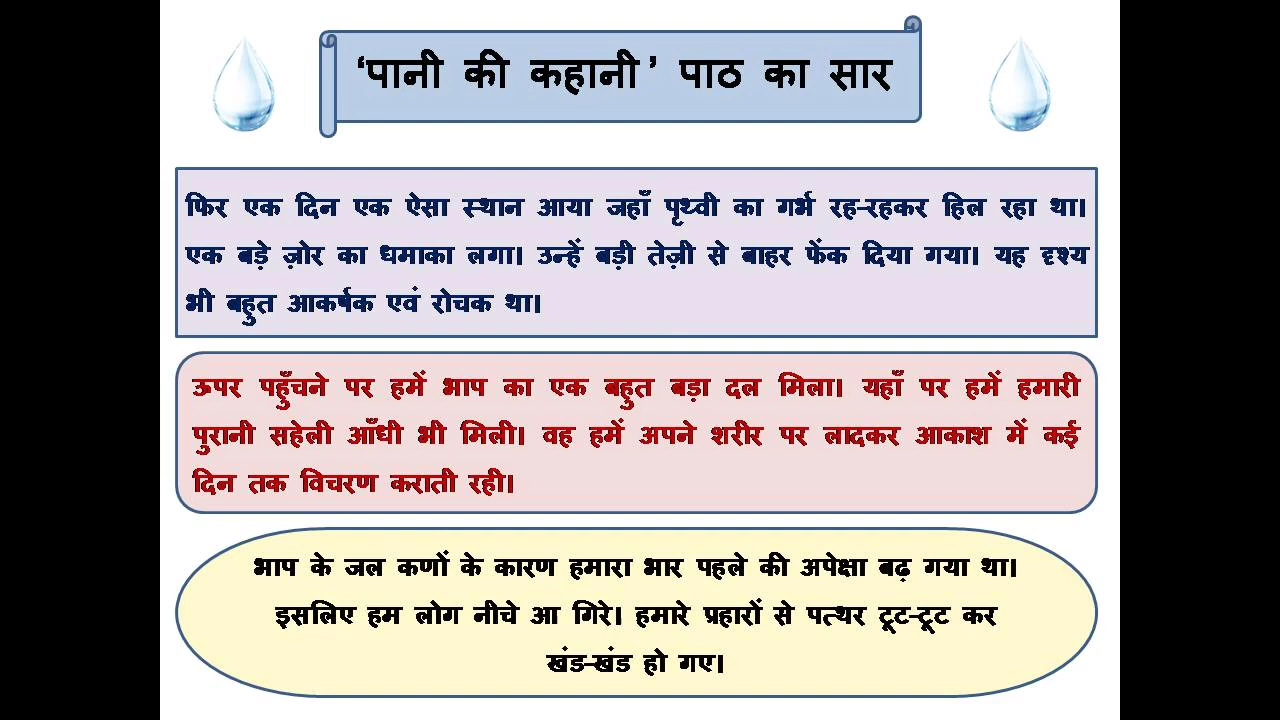 ‘पानी की कहानी’ पाठ का सार
फिर एक दिन एक ऐसा स्थान आया जहाँ पृथ्वी का गर्भ रह-रहकर हिल रहा था।
एक बड़े ज़ोर का धमाका लगा। उन्हें बड़ी तेज़ी से बाहर फेंक दिया गया। यह दृश्य
भी बहुत आकर्षक एवं रोचक था।
ऊपर पहुँचने पर हमें भाप का एक बहुत बड़ा दल मिला। यहाँ पर हमें हमारी
पुरानी सहेली आँधी भी मिली। वह हमें अपने शरीर पर लादकर आकाश में कई
दिन तक विचरण कराती रही।
भाप के जल कणों के कारण हमारा भार पहले की अपेक्षा बढ़ गया था।
इसलिए हम लोग नीचे आ गिरे। हमारे प्रहारों से पत्थर टूट-टूट कर
खंड-खंड हो गए।